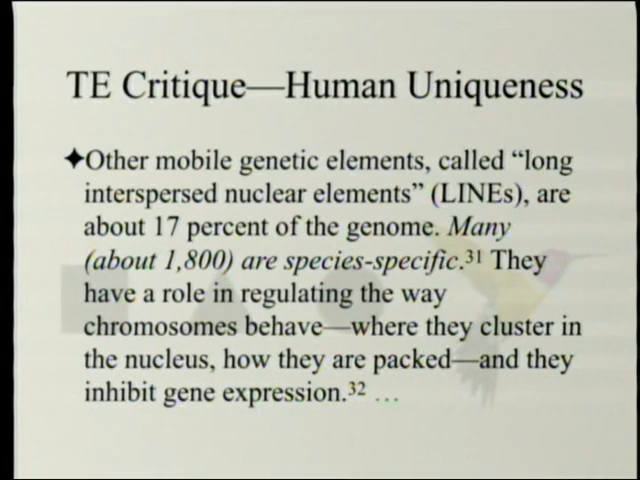 TE Critique—Human Uniqueness
✦Other mobile genetic elements, called “long
interspersed nuclear elements” (LINEs), are
about 17 percent of the genome. Many
(about 1,800) are species-specific.31 They
have a role in regulating the way
chromosomes behave—where they cluster in
the nucleus, how they are packed—and they
inhibit gene expression.32 …